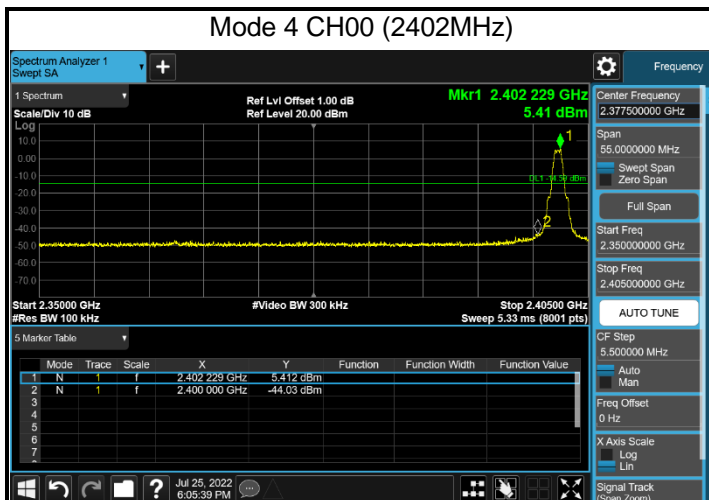 Mode 4 CH00 (2402MHz)
Spectrum Analyzer 1
Swept SA
+
Frequency
1 Spectrum
Scale/Div 10 dB
Ref Lvl Offset 1.00 dB
Ref Level 20.00 dBm
Mkr1 2.402 229 GHz
5.41 dBm
Log
10.0
0.00
-10.0
-20.0
-30.0
-40.0
-50.0
-60.0
-70.0
1
DL1 -14.59 dBm
2
Start 2.35000 GHz
#Res BW 100 kHz
#Video BW 300 kHz
Stop 2.40500 GHz
Sweep 5.33 ms (8001 pts)
5 Marker Table
Mode Trace Scale X Y Function Function Width Function Value
1 N 1 f 2.402 229 GHz 5.412 dBm
2 N 1 f 2.400 000 GHz -44.03 dBm
3
4
5
6
7
Center Frequency
2.377500000 GHz
Span
55.0000000 MHz
Swept Span
Zero Span
Full Span
Start Freq
2.350000000 GHz
Stop Freq
2.405000000 GHz
AUTO TUNE
CF Step
5.500000 MHz
Auto
Man
Freq Offset
0 Hz
X Axis Scale
Log
Lin
Signal Track
(Span Zoom)
?
Jul 25, 2022
6:05:39 PM